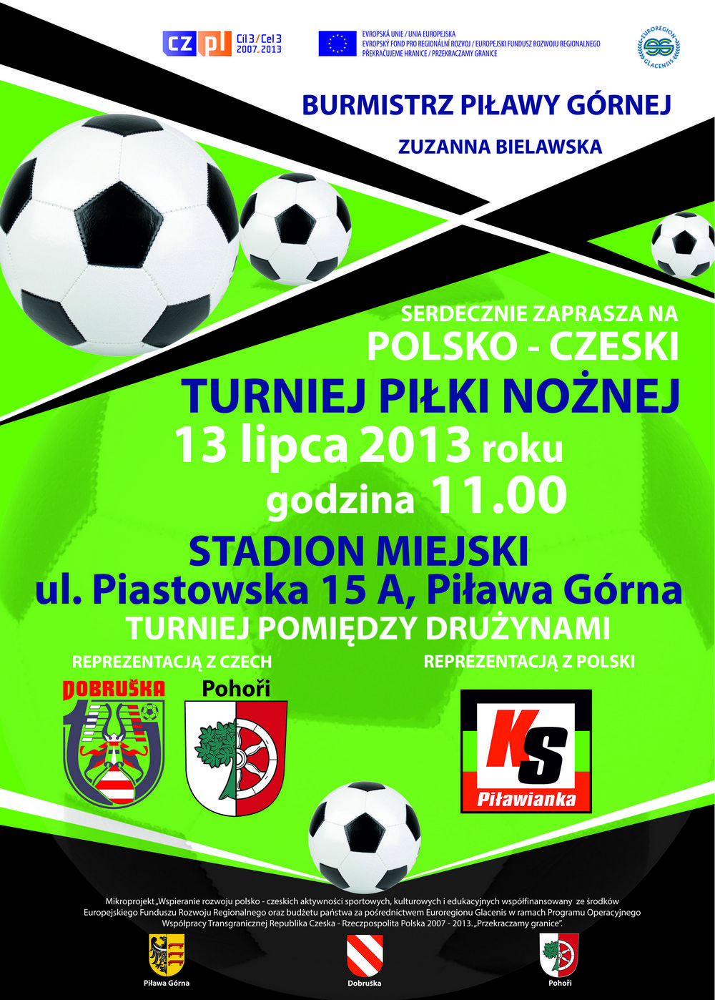 cz pl Cíl 3 / Cel 3
2007_2013
EVROPSKÁ UNIE / UNIA EUROPEJSKA
EVROPSKÝ FOND PRO REGIONÁLNÍ ROZVOJ / EUROPEJSKI FUNDUSZ ROZWOJU REGIONALNEGO
PŘEKRAČUJEME HRANICE / PRZEKRACZAMY GRANICE
EUROREGION
GLACENSIS
BURMISTRZ PIŁAWY GÓRNEJ
ZUZANNA BIELAWSKA
SERDECZNIE ZAPRASZA NA
POLSKO - CZESKI
TURNIEJ PIŁKI NOŻNEJ
13 lipca 2013 roku
godzina 11.00
STADION MIEJSKI
ul. Piastowska 15 A, Piława Górna
TURNIEJ POMIĘDZY DRUŻYNAMI
REPREZENTACJĄ Z CZECH
REPREZENTACJĄ Z POLSKI
DOBRUŠKA
Pohoři
KS
Piławianka
Mikroprojekt „Wspieranie rozwoju polsko - czeskich aktywności sportowych, kulturowych i edukacyjnych współfinansowany ze środków
Europejskiego Funduszu Rozwoju Regionalnego oraz budżetu państwa za pośrednictwem Euroregionu Glacenis w ramach Programu Operacyjnego
Współpracy Transgranicznej Republika Czeska - Rzeczpospolita Polska 2007 - 2013. „Przekraczamy granice”.
Piława Górna
Dobruška
Pohoři